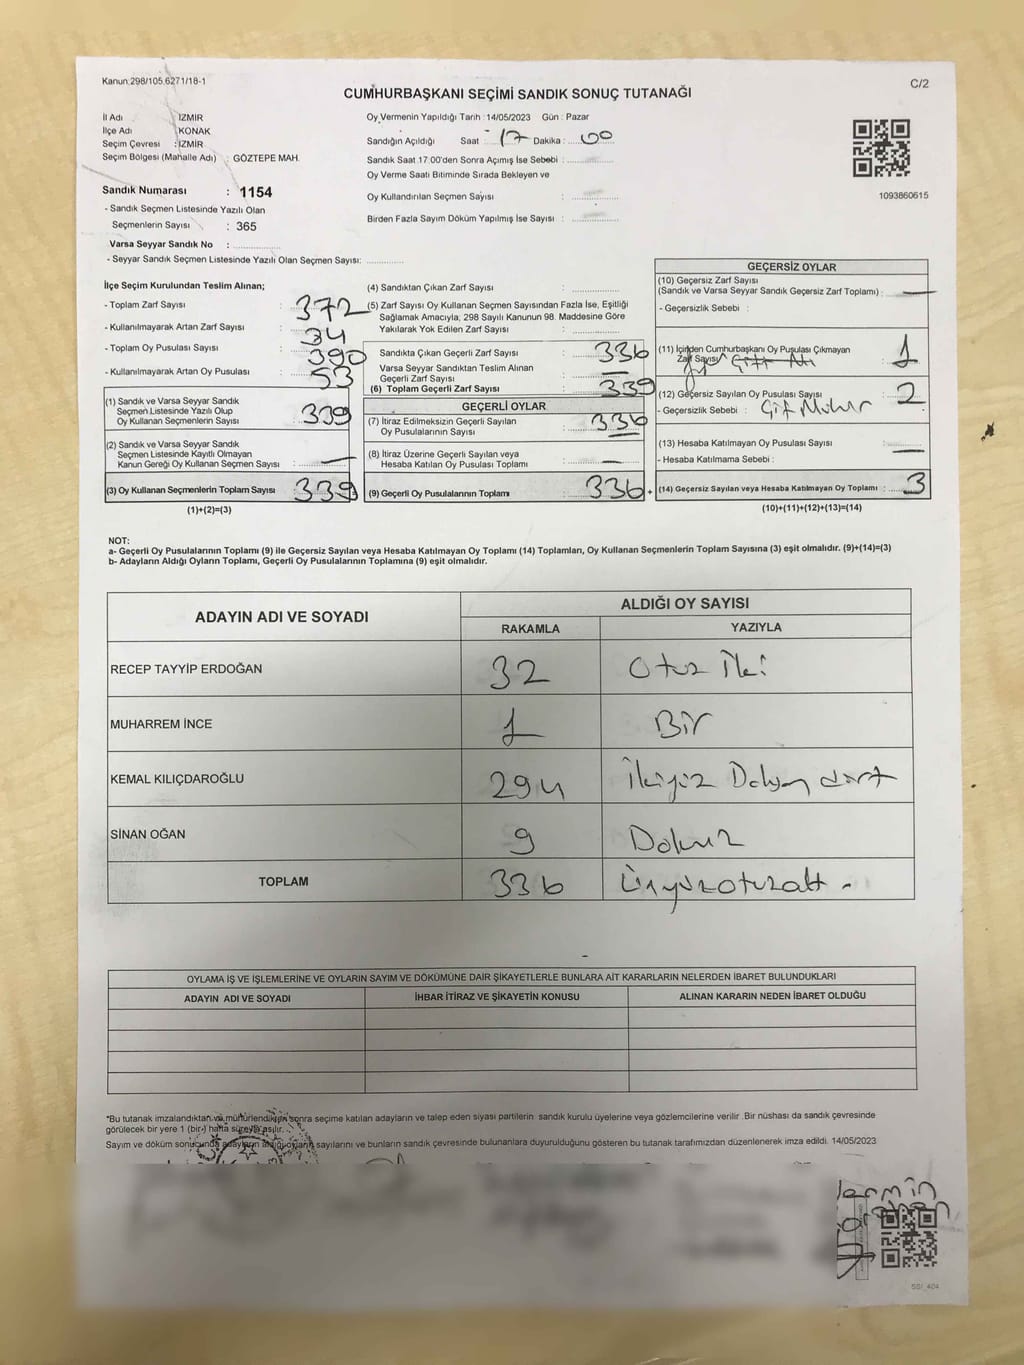 Kanun:298/105.6271/18-1
C/2
CUMHURBAŞKANI SEÇİMİ SANDIK SONUÇ TUTANAĞI
İl Adı : İZMİR
İlçe Adı : KONAK
Seçim Çevresi : İZMİR
Seçim Bölgesi (Mahalle Adı) : GÖZTEPE MAH.
Sandık Numarası : 1154
- Sandık Seçmen Listesinde Yazılı Olan
Seçmenlerin Sayısı : 365
Varsa Seyyar Sandık No :
- Seyyar Sandık Seçmen Listesinde Yazılı Olan Seçmen Sayısı:
Oy Vermenin Yapıldığı Tarih : 14/05/2023 Gün : Pazar
Sandığın Açıldığı Saat : 17 Dakika : 00
Sandık Saat 17:00'den Sonra Açımış İse Sebebi :
Oy Verme Saati Bitiminde Sırada Bekleyen ve
Oy Kullandırılan Seçmen Sayısı :
Birden Fazla Sayım Döküm Yapılmış İse Sayısı :
1093860615
İlçe Seçim Kurulundan Teslim Alınan;
- Toplam Zarf Sayısı : 372
- Kullanılmayarak Artan Zarf Sayısı : 34
- Toplam Oy Pusulası Sayısı : 390
- Kullanılmayarak Artan Oy Pusulası : 53
(1) Sandık ve Varsa Seyyar Sandık
Seçmen Listesinde Yazılı Olup
Oy Kullanan Seçmenlerin Sayısı : 339
(2) Sandık ve Varsa Seyyar Sandık
Seçmen Listesinde Kayıtlı Olmayan
Kanun Gereği Oy Kullanan Seçmen Sayısı : —
(3) Oy Kullanan Seçmenlerin Toplam Sayısı 339
(1)+(2)=(3)
(4) Sandıktan Çıkan Zarf Sayısı :
(5) Zarf Sayısı Oy Kullanan Seçmen Sayısından Fazla İse, Eşitliği
Sağlamak Amacıyla, 298 Sayılı Kanunun 98. Maddesine Göre
Yakılarak Yok Edilen Zarf Sayısı :
Sandıkta Çıkan Geçerli Zarf Sayısı : 336
Varsa Seyyar Sandıktan Teslim Alınan
Geçerli Zarf Sayısı : —
(6) Toplam Geçerli Zarf Sayısı : 339
GEÇERLİ OYLAR
(7) İtiraz Edilmeksizin Geçerli Sayılan
Oy Pusulalarının Sayısı : 336
(8) İtiraz Üzerine Geçerli Sayılan veya
Hesaba Katılan Oy Pusulası Toplamı : —
(9) Geçerli Oy Pusulalarının Toplamı : 336 +
GEÇERSİZ OYLAR
(10) Geçersiz Zarf Sayısı
(Sandık ve Varsa Seyyar Sandık Geçersiz Zarf Toplamı) : —
- Geçersizlik Sebebi :
(11) İçinden Cumhurbaşkanı Oy Pusulası Çıkmayan
Zarf Sayısı 1
(12) Geçersiz Sayılan Oy Pusulası Sayısı : 2
- Geçersizlik Sebebi : Çift Mühür
(13) Hesaba Katılmayan Oy Pusulası Sayısı : —
- Hesaba Katılmama Sebebi :
(14) Geçersiz Sayılan veya Hesaba Katılmayan Oy Toplamı : 3
(10)+(11)+(12)+(13)=(14)
NOT:
a- Geçerli Oy Pusulalarının Toplamı (9) ile Geçersiz Sayılan veya Hesaba Katılmayan Oy Toplamı (14) Toplamları, Oy Kullanan Seçmenlerin Toplam Sayısına (3) eşit olmalıdır. (9)+(14)=(3)
b- Adayların Aldığı Oyların Toplamı, Geçerli Oy Pusulalarının Toplamına (9) eşit olmalıdır.
ADAYIN ADI VE SOYADI
ALDIĞI OY SAYISI
RAKAMLA YAZIYLA
RECEP TAYYİP ERDOĞAN 32 Otuz İki
MUHARREM İNCE 1 Bir
KEMAL KILIÇDAROĞLU 294 İkiyüz Doksan dört
SİNAN OĞAN 9 Dokuz
TOPLAM 336 Üçyüzotuzaltı
OYLAMA İŞ VE İŞLEMLERİNE VE OYLARIN SAYIM VE DÖKÜMÜNE DAİR ŞİKAYETLERLE BUNLARA AİT KARARLARIN NELERDEN İBARET BULUNDUKLARI
ADAYIN ADI VE SOYADI İHBAR İTİRAZ VE ŞİKAYETİN KONUSU ALINAN KARARIN NEDEN İBARET OLDUĞU
*Bu tutanak imzalandıktan ve mühürlendikten sonra seçime katılan adayların ve talep eden siyasi partilerin sandık kurulu üyelerine veya gözlemcilerine verilir. Bir nüshası da sandık çevresinde
görülecek bir yere 1 (bir) hafta süreyle asılır.
Sayım ve döküm sonucunda adayların aldığı oyların sayılarını ve bunların sandık çevresinde bulunanlara duyurulduğunu gösteren bu tutanak tarafımızdan düzenlenerek imza edildi. 14/05/2023
SSI_404